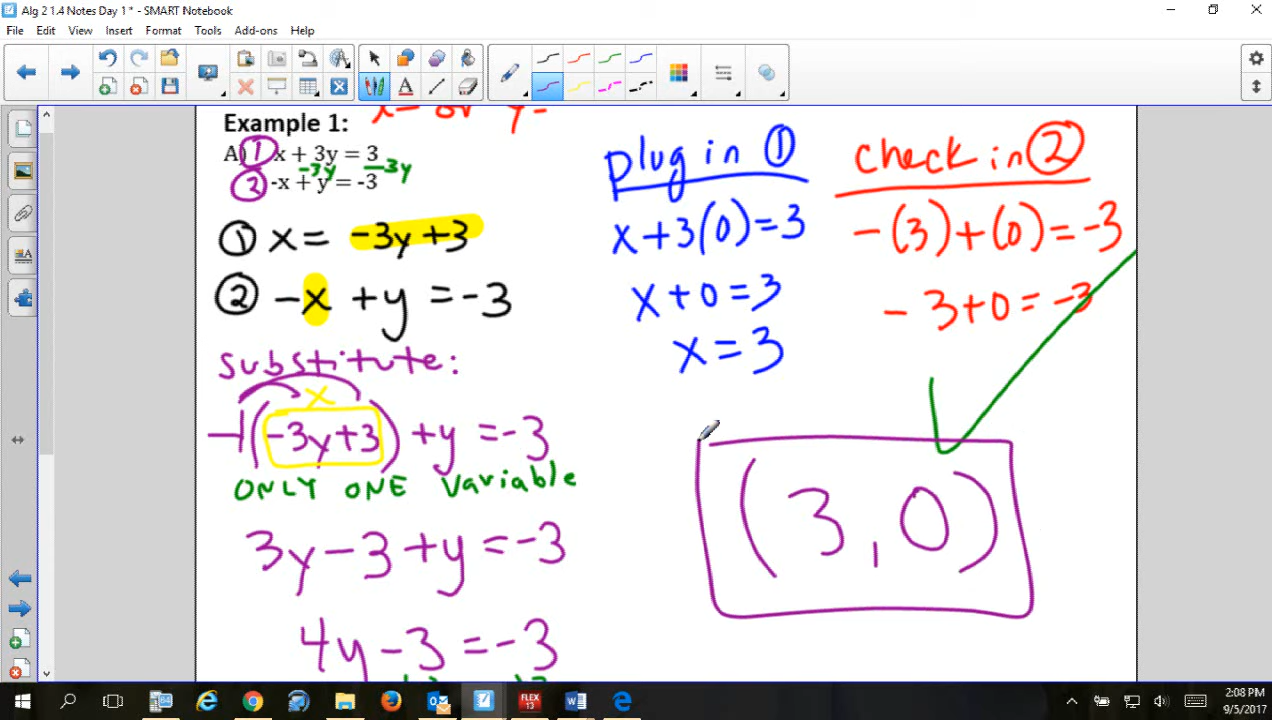 Alg 2 1.4 Notes Day 1 * - SMART Notebook
File Edit View Insert Format Tools Add-ons Help
x= or y=
Example 1:
A) ① x + 3y = 3
-3y -3y
② -x + y = -3
① x = -3y+3
② -x +y = -3
substitute:
x
-1(-3y+3) +y = -3
ONLY ONE Variable
3y-3+y = -3
4y-3 = -3
plug in ①
x+3(0)=3
x+0=3
x=3
check in ②
-(3)+(0)=-3
-3+0=-3
(3,0)
FLEX
13
2:08 PM
9/5/2017